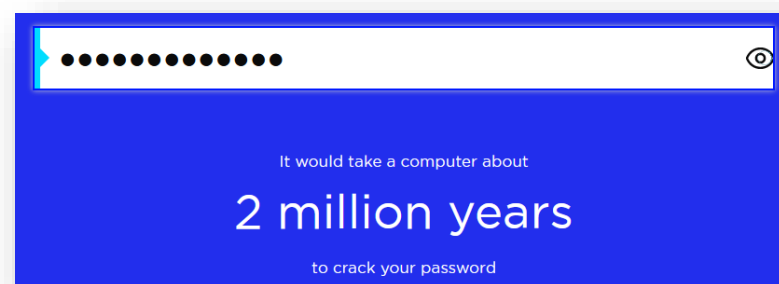 ●●●●●●●●●●●●●
It would take a computer about
2 million years
to crack your password